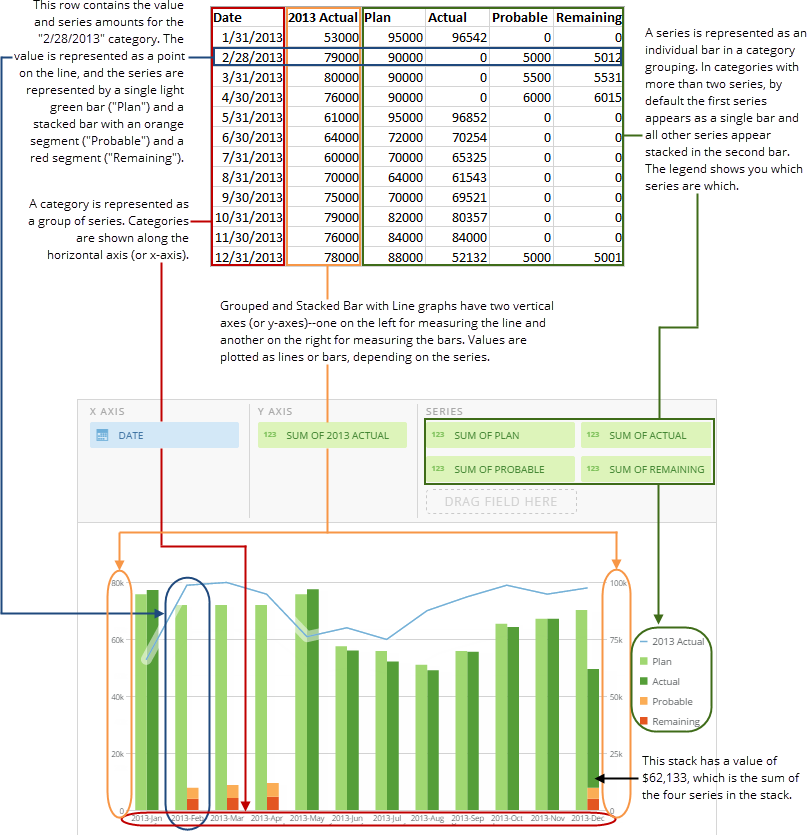 This row contains the value
and series amounts for the
"2/28/2013" category. The
value is represented as a point
on the line, and the series are
represented by a single light
green bar ("Plan") and a
stacked bar with an orange
segment ("Probable") and a
red segment ("Remaining").
A category is represented as
a group of series. Categories
are shown along the
horizontal axis (or x-axis).
Date 2013 Actual Plan Actual Probable Remaining
1/31/2013 53000 95000 96542 0 0
2/28/2013 79000 90000 0 5000 5012
3/31/2013 80000 90000 0 5500 5531
4/30/2013 76000 90000 0 6000 6015
5/31/2013 61000 95000 96852 0 0
6/30/2013 64000 72000 70254 0 0
7/31/2013 60000 70000 65325 0 0
8/31/2013 70000 64000 61543 0 0
9/30/2013 75000 70000 69521 0 0
10/31/2013 79000 82000 80357 0 0
11/30/2013 76000 84000 84000 0 0
12/31/2013 78000 88000 52132 5000 5001
A series is represented as an
individual bar in a category
grouping. In categories with
more than two series, by
default the first series
appears as a single bar and
all other series appear
stacked in the second bar.
The legend shows you which
series are which.
Grouped and Stacked Bar with Line graphs have two vertical
axes (or y-axes)--one on the left for measuring the line and
another on the right for measuring the bars. Values are
plotted as lines or bars, depending on the series.
X AXIS Y AXIS SERIES
DATE 123 SUM OF 2013 ACTUAL 123 SUM OF PLAN 123 SUM OF ACTUAL
123 SUM OF PROBABLE 123 SUM OF REMAINING
DRAG FIELD HERE
80k 100k
60k 75k
40k 50k
20k 25k
0 0
2013-Jan 2013-Feb 2013-Mar 2013-Apr 2013-May 2013-Jun 2013-Jul 2013-Aug 2013-Sep 2013-Oct 2013-Nov 2013-Dec
2013 Actual
Plan
Actual
Probable
Remaining
This stack has a value of
$62,133, which is the sum of
the four series in the stack.